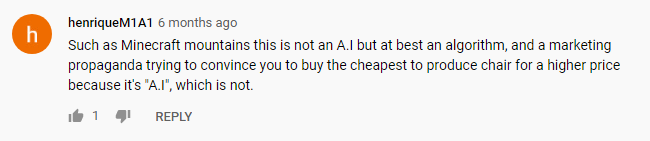 h
henriqueM1A1 6 months ago
Such as Minecraft mountains this is not an A.I but at best an algorithm, and a marketing
propaganda trying to convince you to buy the cheapest to produce chair for a higher price
because it's "A.I", which is not.
1 REPLY